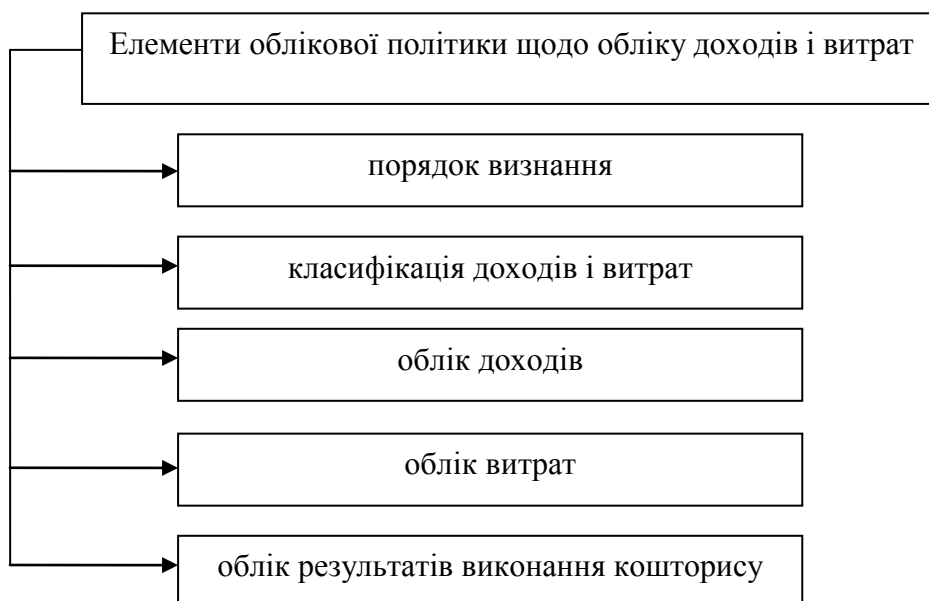 Елементи облікової політики щодо обліку доходів і витрат
порядок визнання
класифікація доходів і витрат
облік доходів
облік витрат
облік результатів виконання кошторису